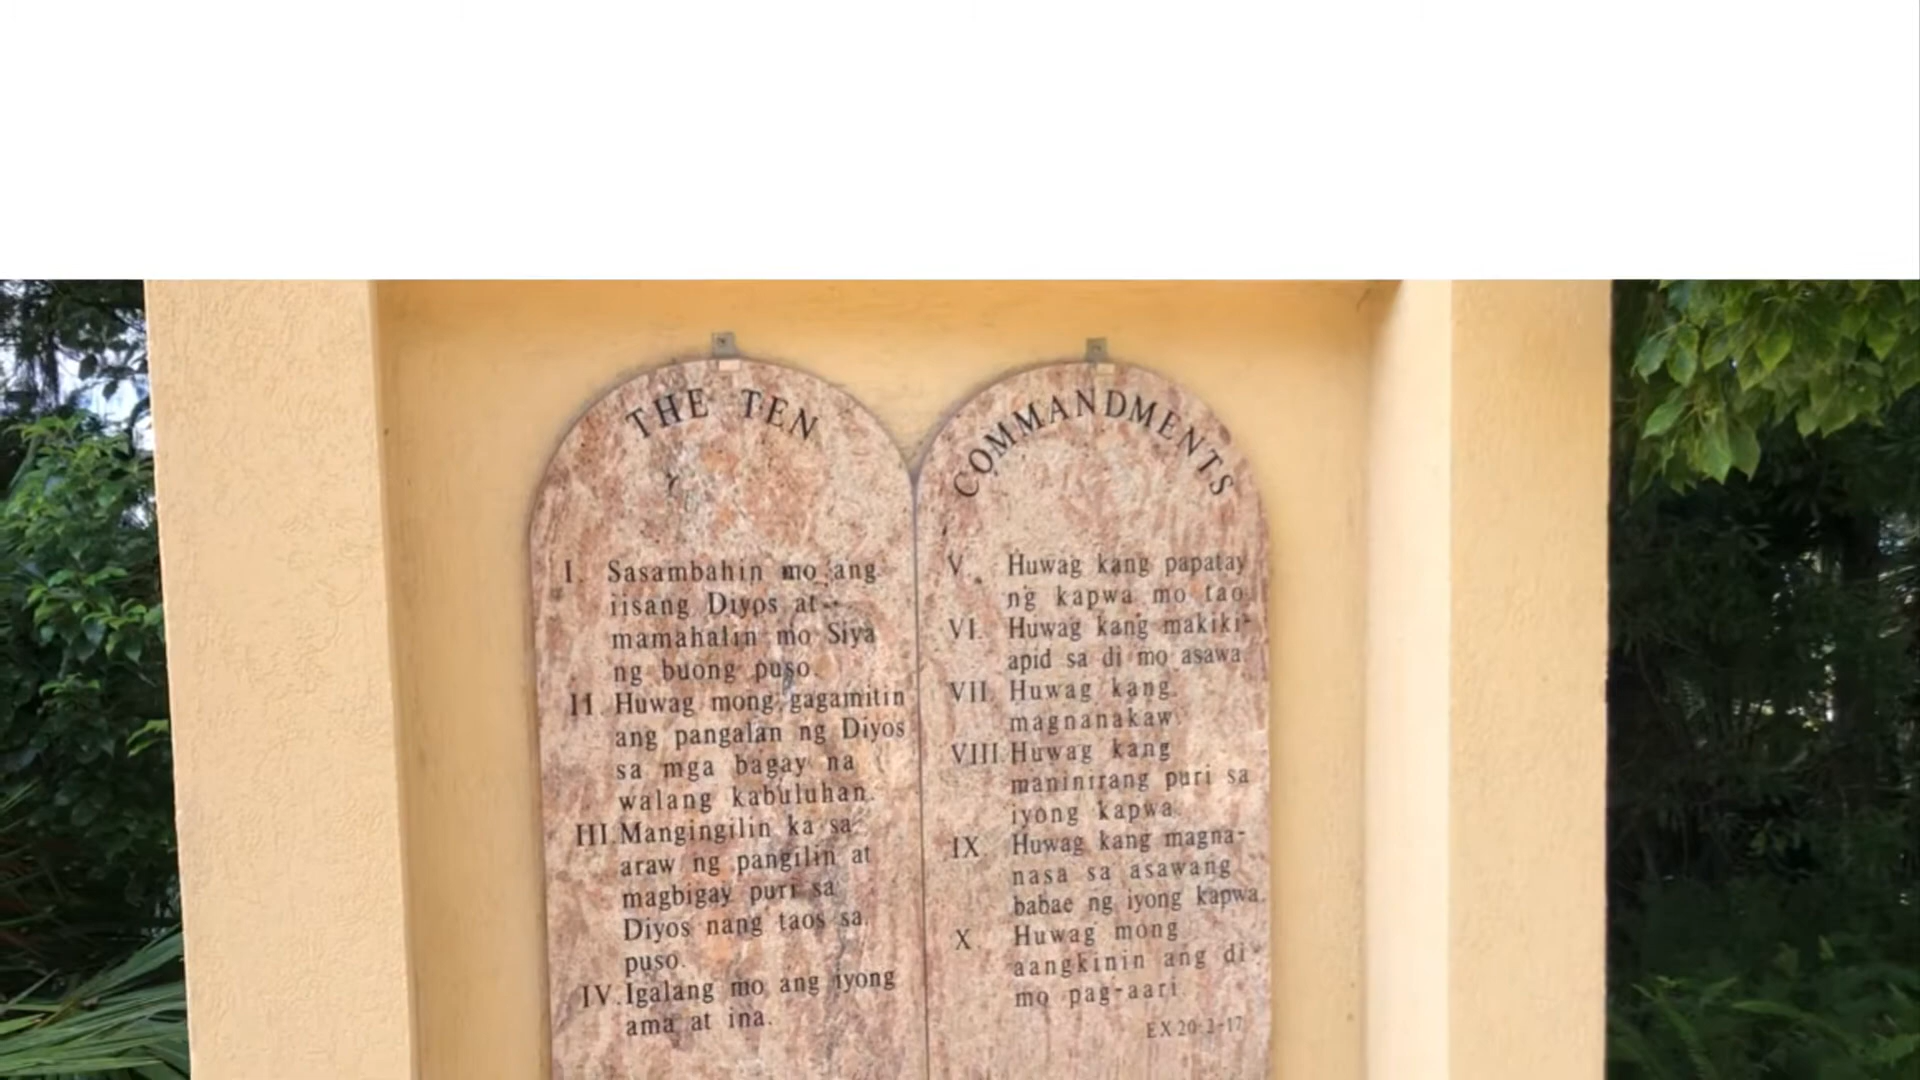 THE TEN
I. Sasambahin mo ang
iisang Diyos at
mamahalin mo Siya
ng buong puso.
II. Huwag mong gagamitin
ang pangalan ng Diyos
sa mga bagay na
walang kabuluhan.
III. Mangingilin ka sa
araw ng pangilin at
magbigay puri sa
Diyos nang taos sa
puso.
IV. Igalang mo ang iyong
ama at ina.
COMMANDMENTS
V. Huwag kang papatay
ng kapwa mo tao.
VI. Huwag kang makiki-
apid sa di mo asawa.
VII. Huwag kang
magnanakaw.
VIII. Huwag kang
maninirang puri sa
iyong kapwa.
IX. Huwag kang magna-
nasa sa asawang
babae ng iyong kapwa.
X. Huwag mong
aangkinin ang di-
mo pag-aari.
EX 20:2-17